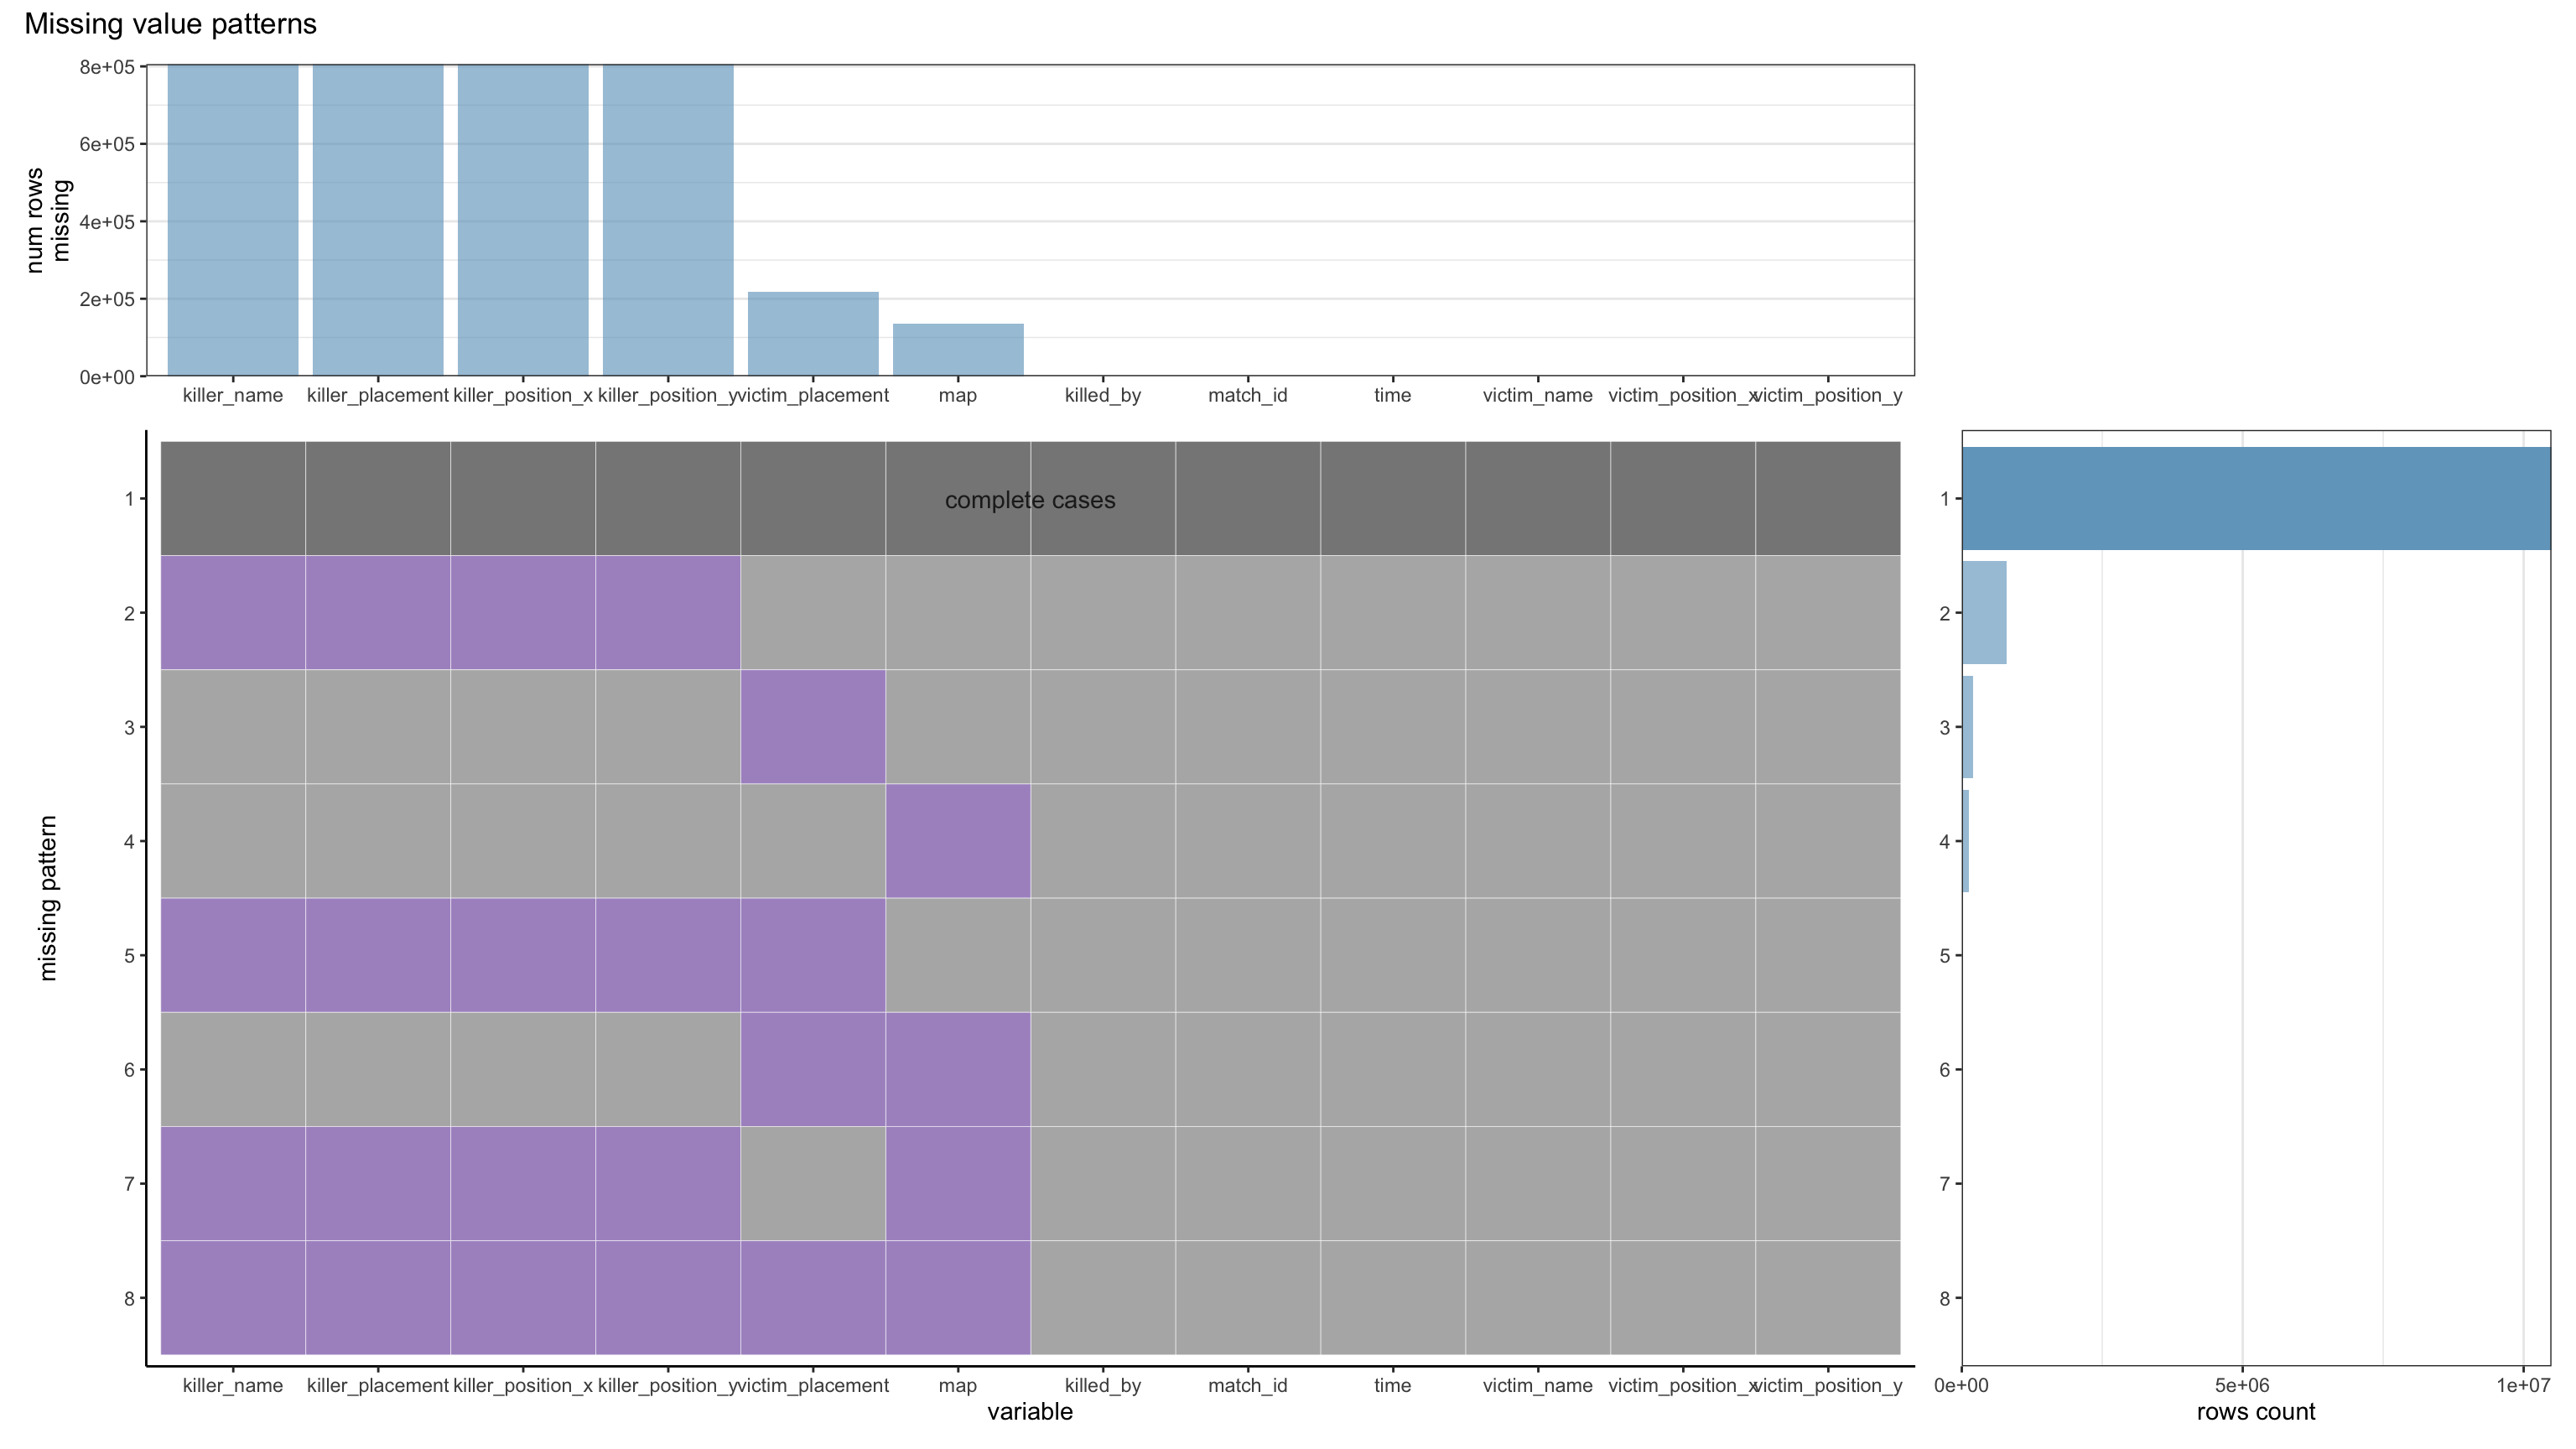 Missing value patterns
8e+05
6e+05
4e+05
2e+05
0e+00
num rows
missing
killer_name killer_placement killer_position_x killer_position_y victim_placement map killed_by match_id time victim_name victim_position_x victim_position_y
complete cases
1
2
3
4
5
6
7
8
missing pattern
killer_name killer_placement killer_position_x killer_position_y victim_placement map killed_by match_id time victim_name victim_position_x victim_position_y
variable
1
2
3
4
5
6
7
8
0e+00 5e+06 1e+07
rows count